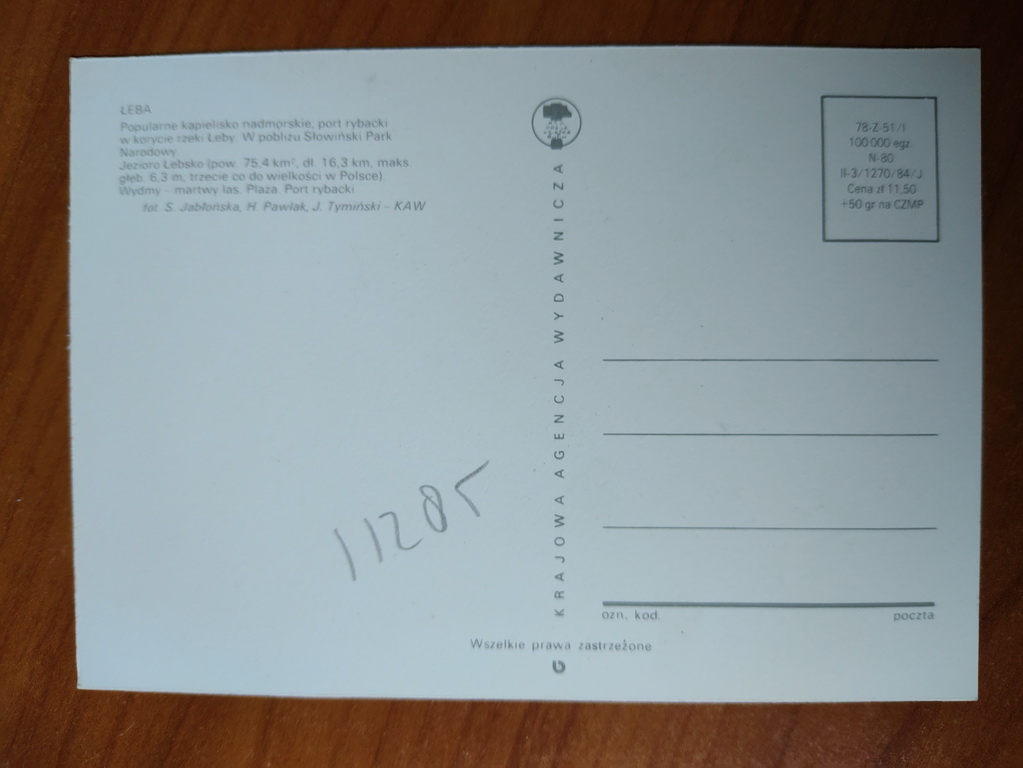 ŁEBA
Popularne kąpielisko nadmorskie, port rybacki
w korycie rzeki Łeby. W pobliżu Słowiński Park
Narodowy.
Jezioro Łebsko (pow. 75,4 km², dł. 16,3 km, maks.
głęb. 6,3 m, trzecie co do wielkości w Polsce).
Wydmy – martwy las. Plaża. Port rybacki
fot. S. Jabłońska, H. Pawlak, J. Tymiński – KAW
11285
KRAJOWA AGENCJA WYDAWNICZA
78-Z-51/I
100 000 egz.
N-80
II-3/1270/84/J
Cena zł 11,50
+50 gr na CZMP
ozn. kod.
poczta
Wszelkie prawa zastrzeżone